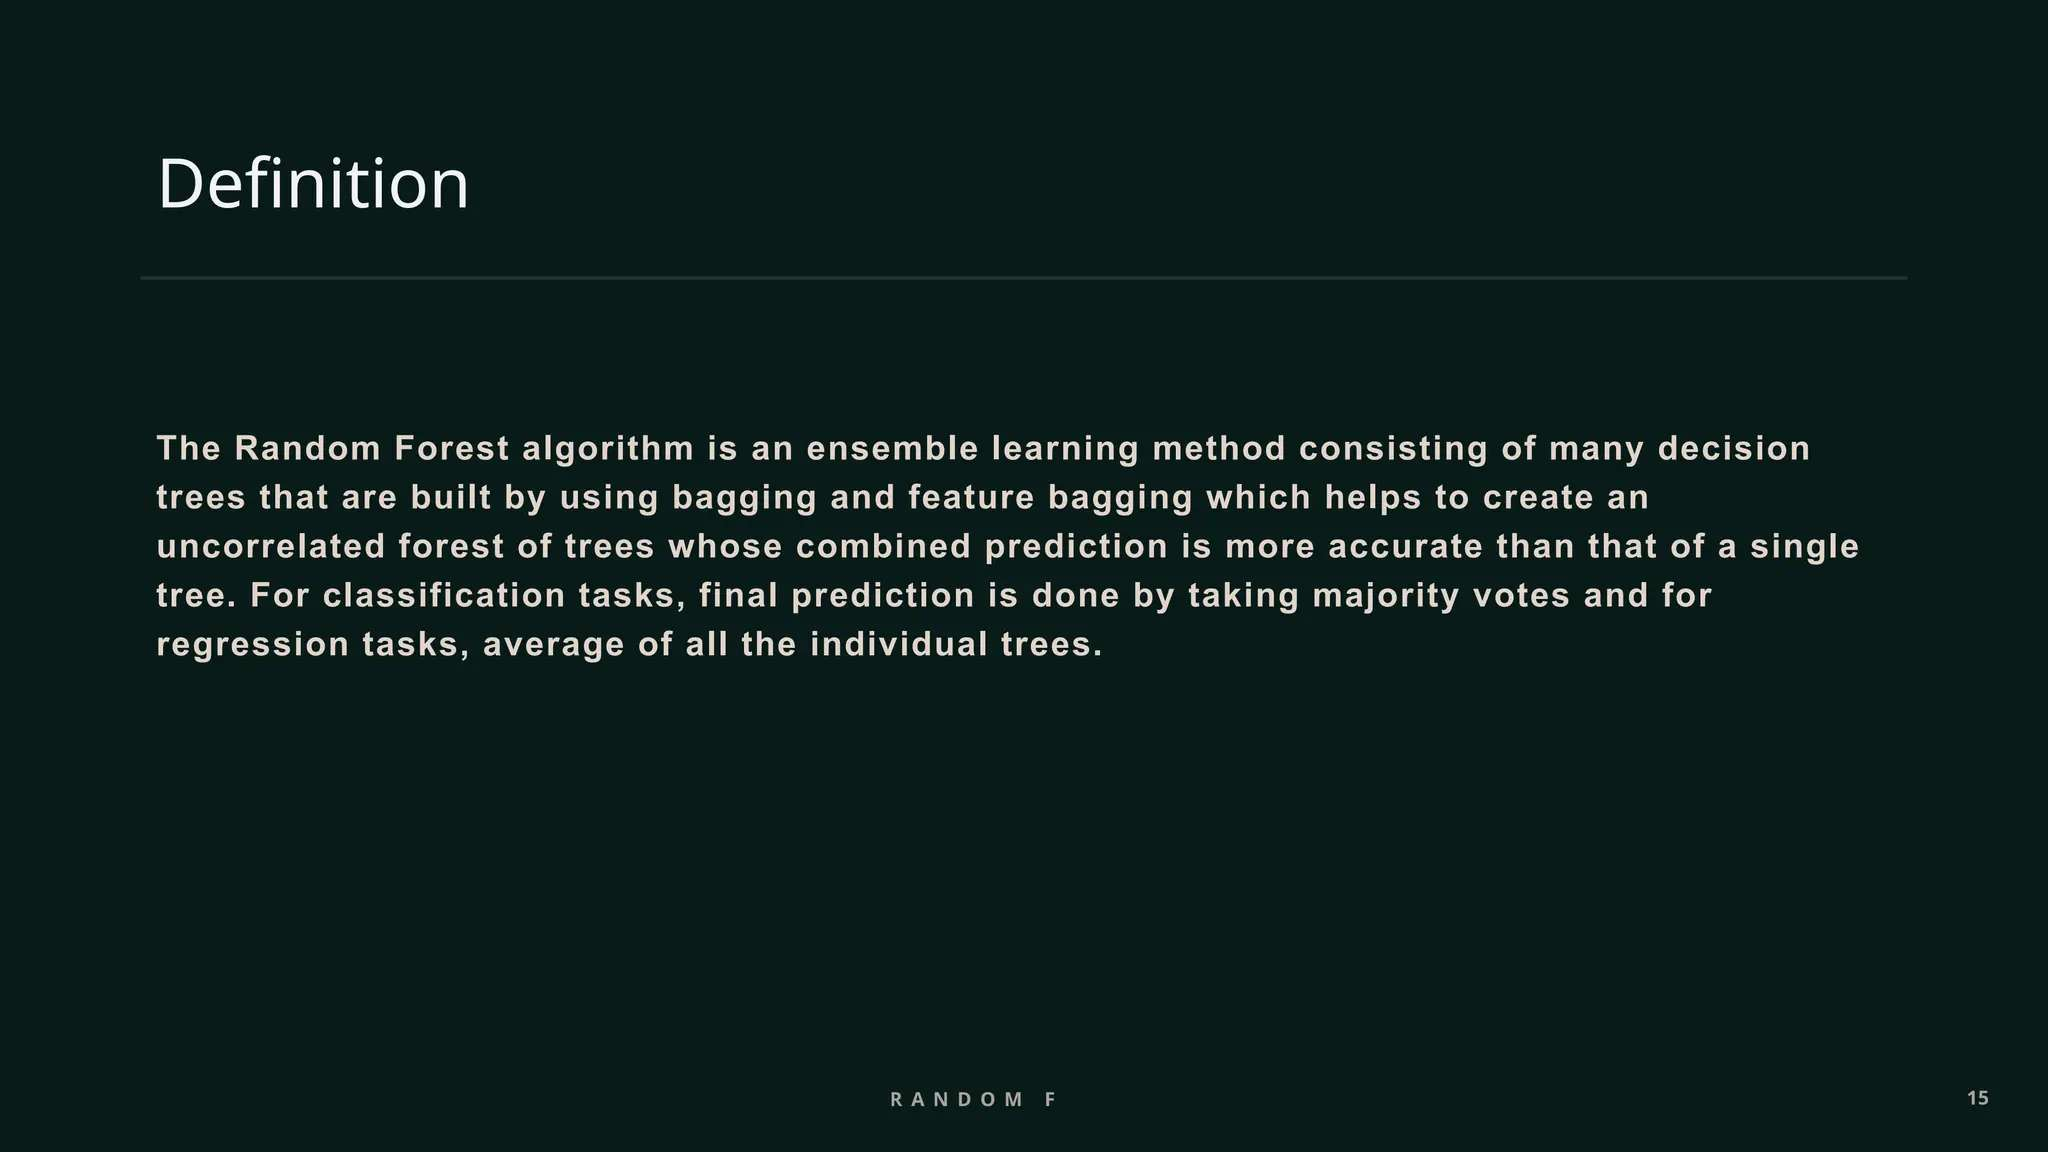 Definition
The Random Forest algorithm is an ensemble learning method consisting of many decision
trees that are built by using bagging and feature bagging which helps to create an
uncorrelated forest of trees whose combined prediction is more accurate than that of a single
tree. For classification tasks, final prediction is done by taking majority votes and for
regression tasks, average of all the individual trees.
RANDOM F
15